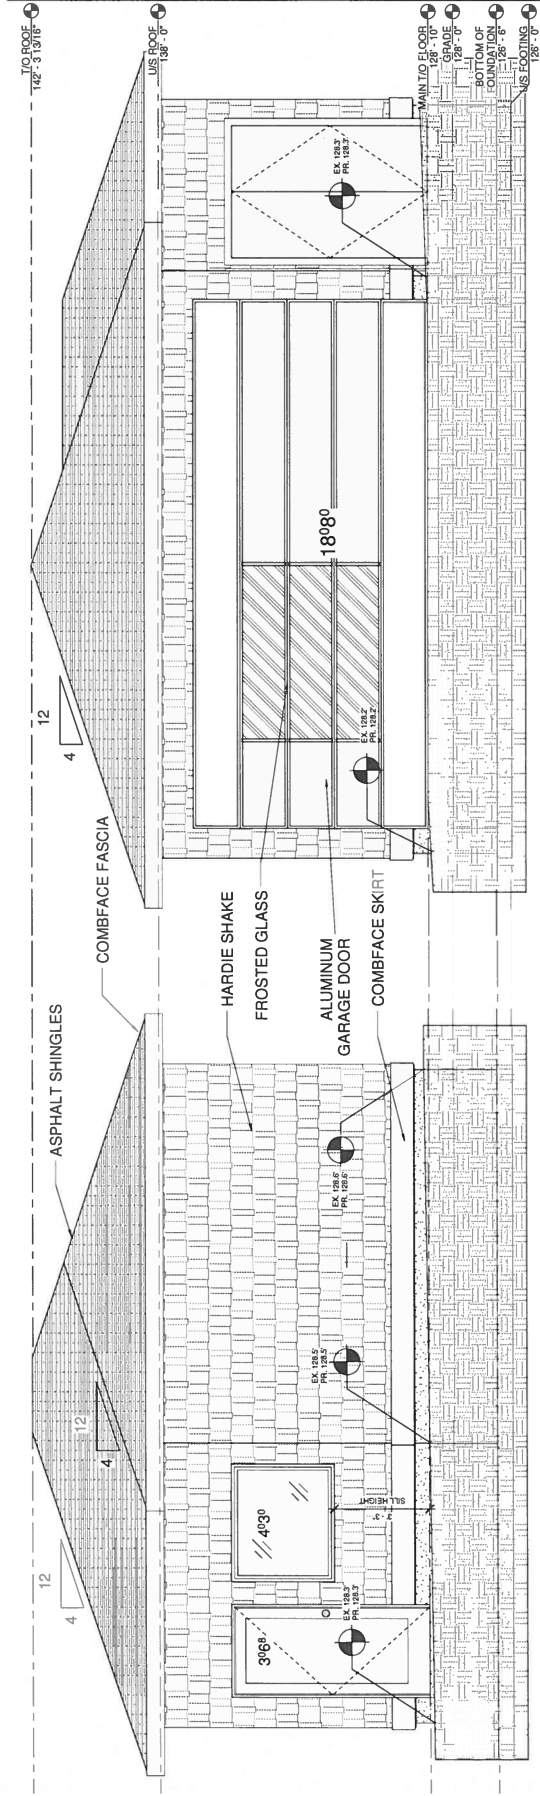 T/O ROOF
142' - 3 13/16"
U/S ROOF
138' - 0"
MAIN T/O FLOOR
128' - 10"
GRADE
128' - 0"
BOTTOM OF
FOUNDATION
126' - 6"
U/S FOOTING
126' - 0"
ASPHALT SHINGLES
COMBFACE FASCIA
12
4
12
4
12
4
HARDIE SHAKE
FROSTED GLASS
ALUMINUM
GARAGE DOOR
COMBFACE SKIRT
3068
4030
3' - 3"
SILL HEIGHT
EX. 128.3'
PR. 128.3'
EX. 128.5'
PR. 128.5'
EX. 128.6'
PR. 128.6'
EX. 128.2'
PR. 128.2'
18080
EX. 128.3'
PR. 128.3'